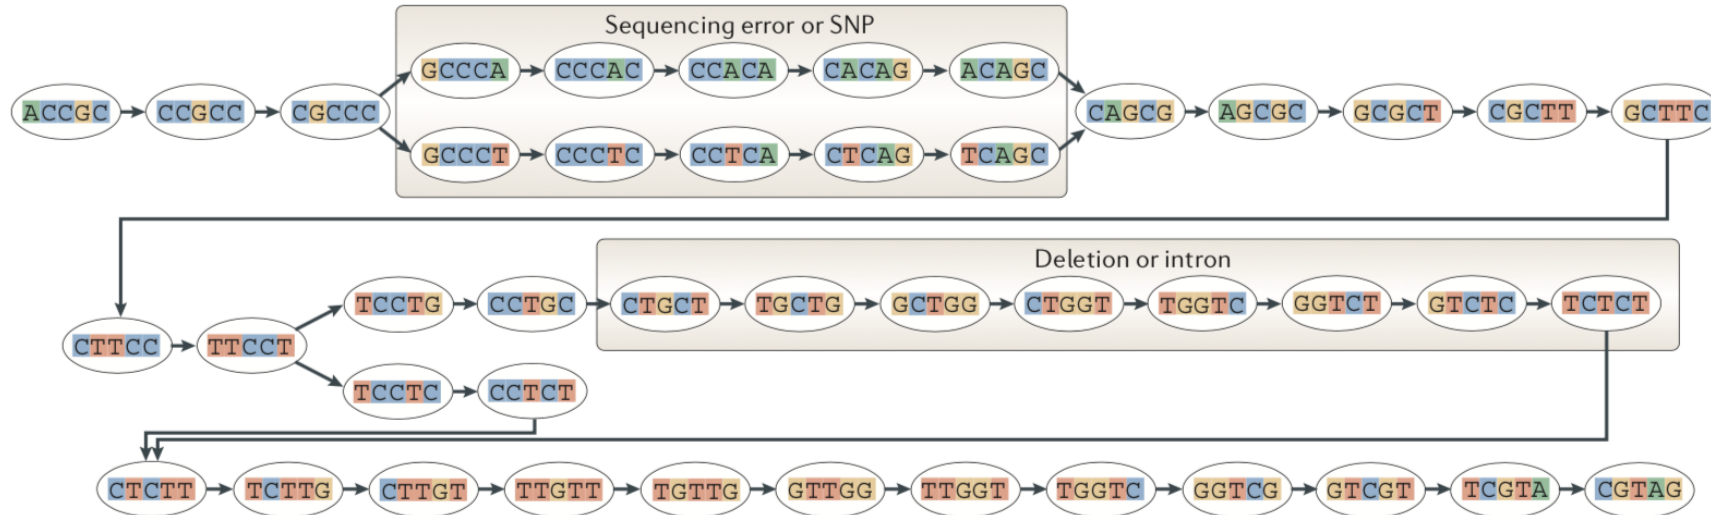 Sequencing error or SNP
GCCCA CCCAC CCACA CACAG ACAGC
ACCGC CCGCC CGCCC CAGCG AGCGC GCGCT CGCTT GCTTC
GCCCT CCCTC CCTCA CTCAG TCAGC
Deletion or intron
TCCTG CCTGC CTGCT TGCTG GCTGG CTGGT TGGTC GGTCT GTCTC TCTCT
CTTCC TTCCT
TCCTC CCTCT
CTCTT TCTTG CTTGT TTGTT TGTTG GTTGG TTGGT TGGTC GGTCG GTCGT TCGTA CGTAG